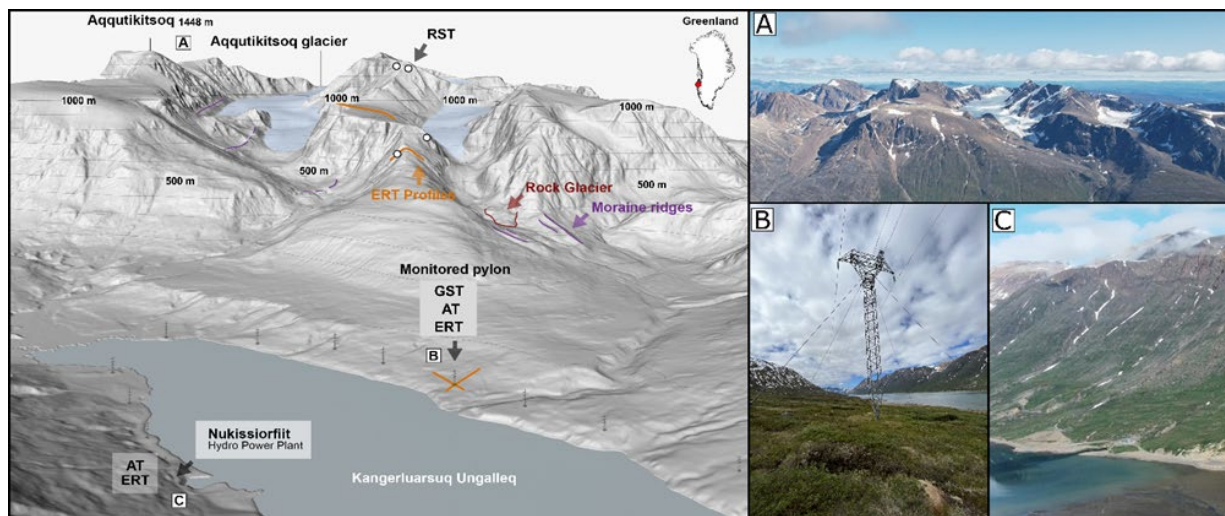 Aqqutikitsoq 1448 m
A
Aqqutikitsoq glacier
RST
Greenland
1000 m
1000 m
1000 m
1000 m
500 m
500 m
500 m
ERT Profiles
Rock Glacier
Moraine ridges
Monitored pylon
GST
AT
ERT
B
Nukissiorfiit
Hydro Power Plant
AT
ERT
C
Kangerluarsuq Ungalleq
A
B
C